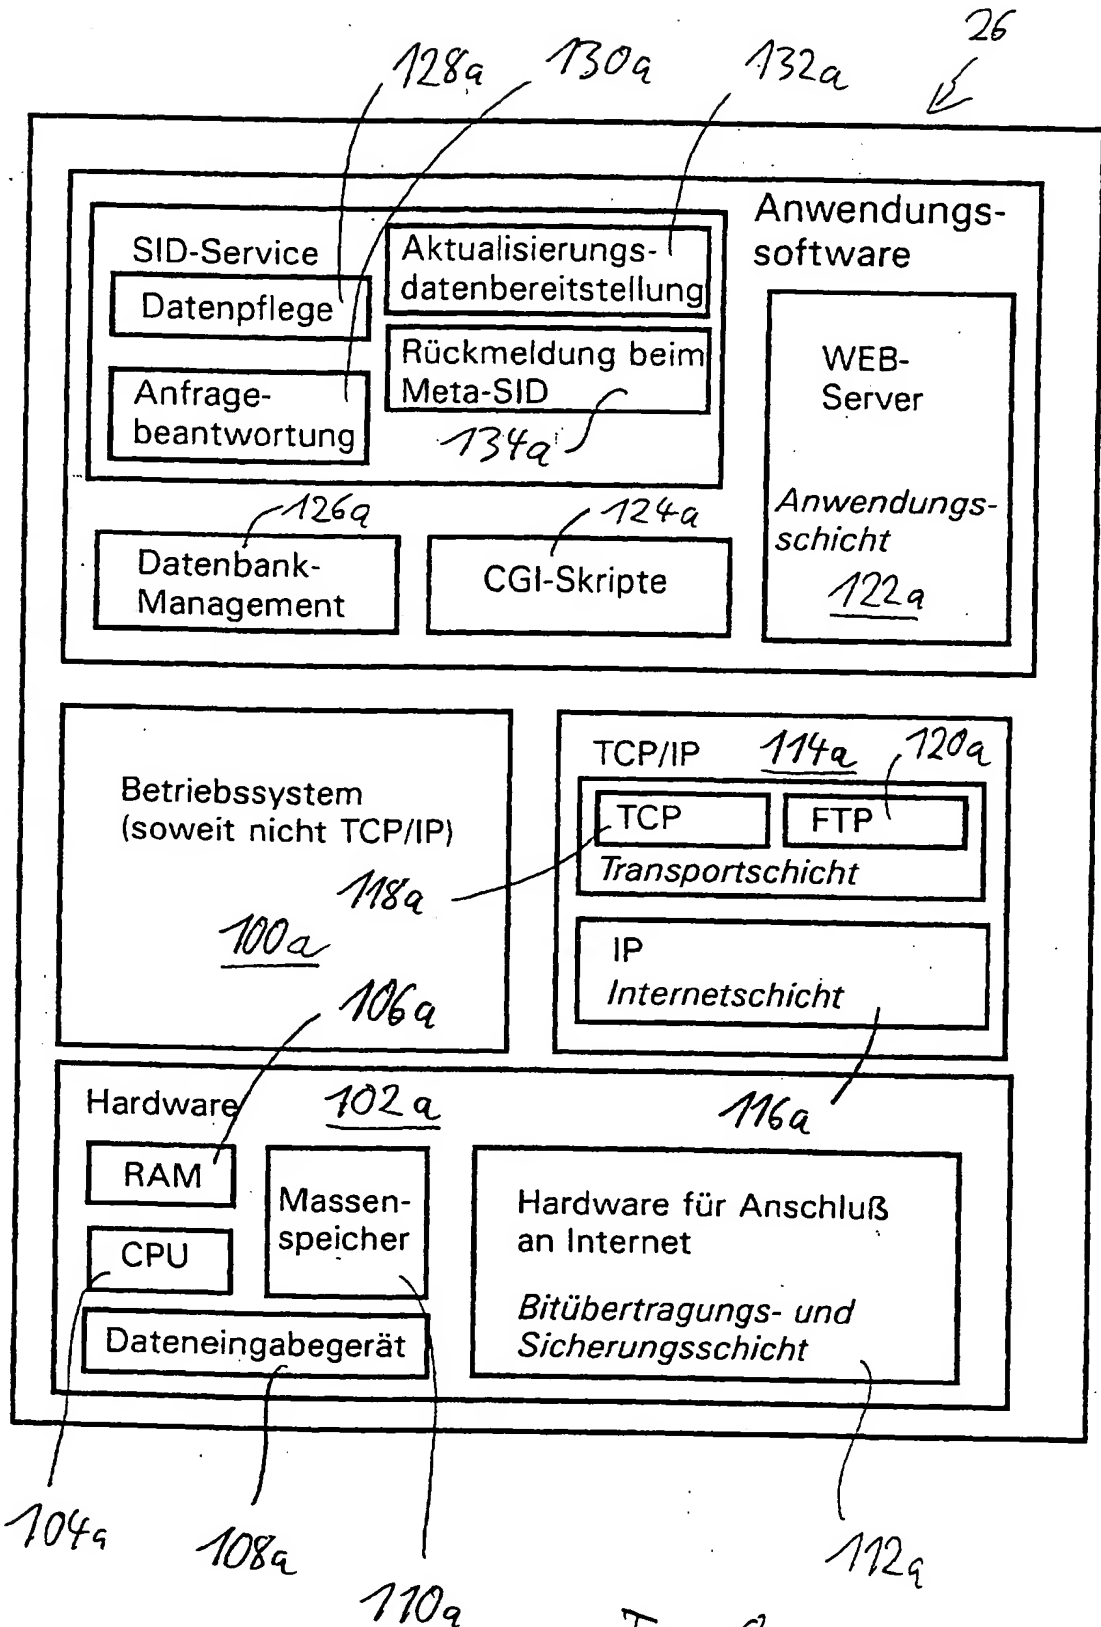 26
128a
130a
132a
Anwendungs-
software
SID-Service
Datenpflege
Anfrage-
beantwortung
Aktualisierungs-
datenbereitstellung
Rückmeldung beim
Meta-SID
134a
WEB-
Server
Anwendungs-
schicht
122a
126a
Datenbank-
Management
124a
CGI-Skripte
Betriebssystem
(soweit nicht TCP/IP)
100a
TCP/IP
114a
120a
TCP
FTP
Transportschicht
118a
IP
Internetschicht
116a
106a
Hardware
102a
RAM
CPU
Massen-
speicher
Dateneingabegerät
Hardware für Anschluß
an Internet
Bitübertragungs- und
Sicherungsschicht
104a
108a
110a
112a